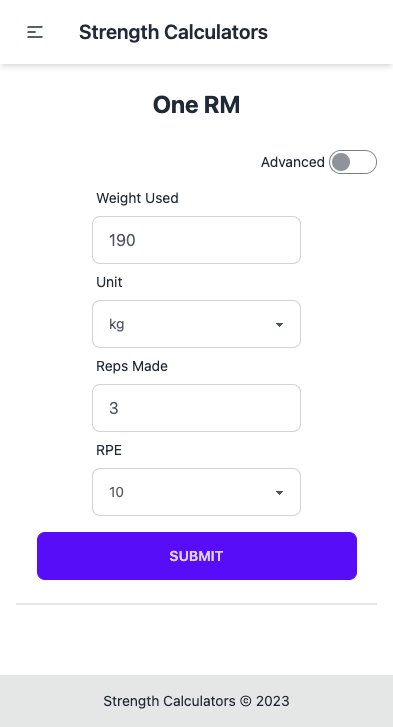 Strength Calculators
One RM
Advanced
Weight Used
190
Unit
kg
Reps Made
3
RPE
10
SUBMIT
Strength Calculators © 2023